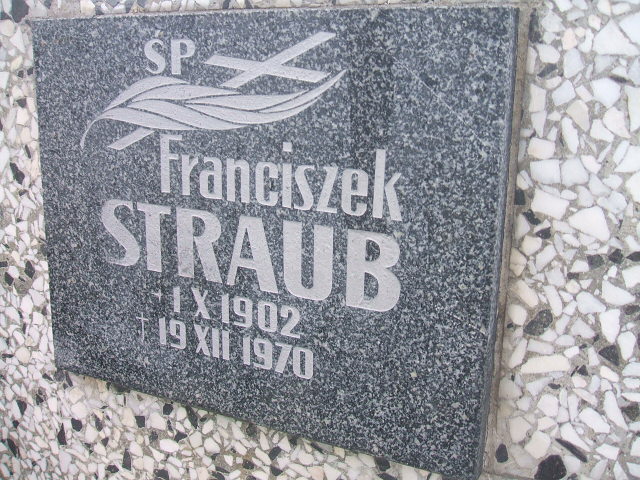 SP
Franciszek
STRAUB
1 X 1902
† 19 XII 1970